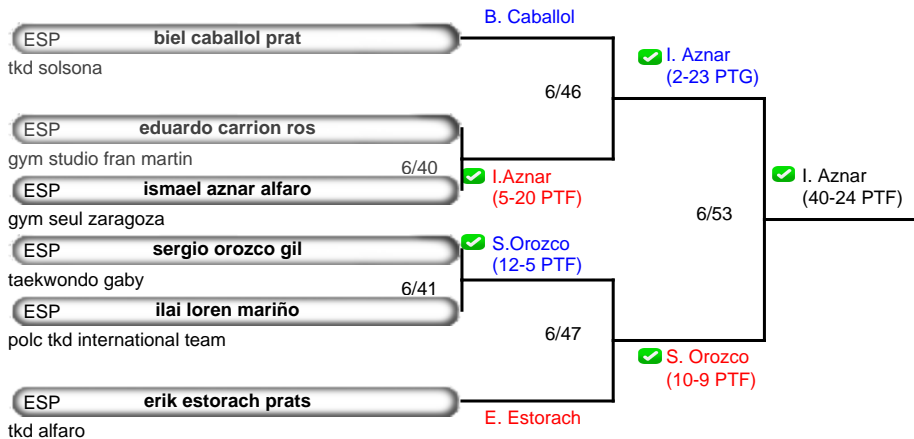 B. Caballol
ESP biel caballol prat
tkd solsona
I. Aznar
(2-23 PTG)
6/46
ESP eduardo carrion ros
gym studio fran martin
6/40
I.Aznar
(5-20 PTF)
ESP ismael aznar alfaro
gym seul zaragoza
I. Aznar
(40-24 PTF)
6/53
ESP sergio orozco gil
taekwondo gaby
S.Orozco
(12-5 PTF)
6/41
ESP ilai loren mariño
polc tkd international team
6/47
S. Orozco
(10-9 PTF)
ESP erik estorach prats
tkd alfaro
E. Estorach